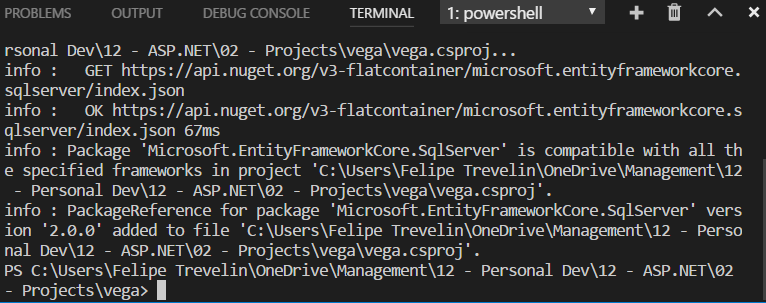 PROBLEMS OUTPUT DEBUG CONSOLE TERMINAL 1: powershell
rsonal Dev\12 - ASP.NET\02 - Projects\vega\vega.csproj...
info :   GET https://api.nuget.org/v3-flatcontainer/microsoft.entityframeworkcore.
sqlserver/index.json
info :   OK https://api.nuget.org/v3-flatcontainer/microsoft.entityframeworkcore.s
qlserver/index.json 67ms
info : Package 'Microsoft.EntityFrameworkCore.SqlServer' is compatible with all th
e specified frameworks in project 'C:\Users\Felipe Trevelin\OneDrive\Management\12
 - Personal Dev\12 - ASP.NET\02 - Projects\vega\vega.csproj'.
info : PackageReference for package 'Microsoft.EntityFrameworkCore.SqlServer' vers
ion '2.0.0' added to file 'C:\Users\Felipe Trevelin\OneDrive\Management\12 - Perso
nal Dev\12 - ASP.NET\02 - Projects\vega\vega.csproj'.
PS C:\Users\Felipe Trevelin\OneDrive\Management\12 - Personal Dev\12 - ASP.NET\02
- Projects\vega>